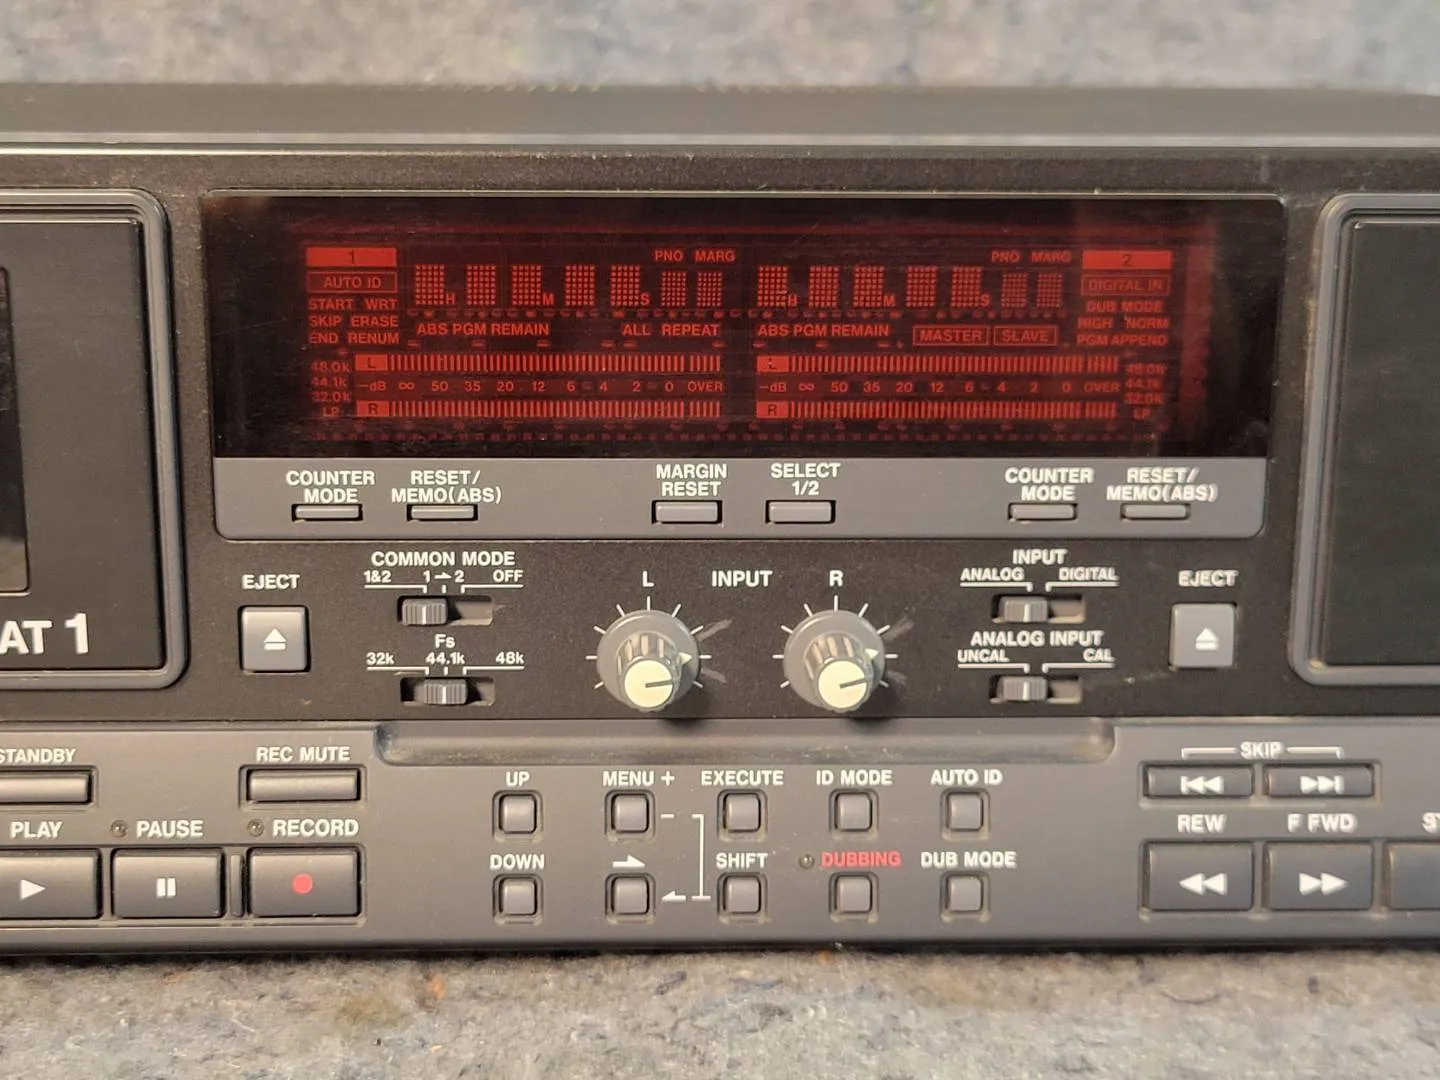 1
PNO MARG
PNO MARG
2
AUTO ID
DIGITAL IN
START WRT
H M S
H M S
DUB MODE
SKIP ERASE
HIGH NORM
END RENUM
ABS PGM REMAIN
ALL REPEAT
ABS PGM REMAIN
MASTER
SLAVE
PGM APPEND
48.0k
L
L
48.0k
44.1k
-dB ∞ 50 35 20 12 6 4 2 0 OVER
-dB ∞ 50 35 20 12 6 4 2 0 OVER
44.1k
32.0k
32.0k
LP
R
R
LP
COUNTER
MODE
RESET/
MEMO(ABS)
MARGIN
RESET
SELECT
1/2
COUNTER
MODE
RESET/
MEMO(ABS)
EJECT
COMMON MODE
1&2 1→2 OFF
L INPUT R
INPUT
ANALOG DIGITAL
EJECT
AT 1
Fs
32k 44.1k 48k
ANALOG INPUT
UNCAL CAL
STANDBY
REC MUTE
UP
MENU +
EXECUTE
ID MODE
AUTO ID
SKIP
PLAY
PAUSE
RECORD
REW
F FWD
ST
DOWN
SHIFT
DUBBING
DUB MODE